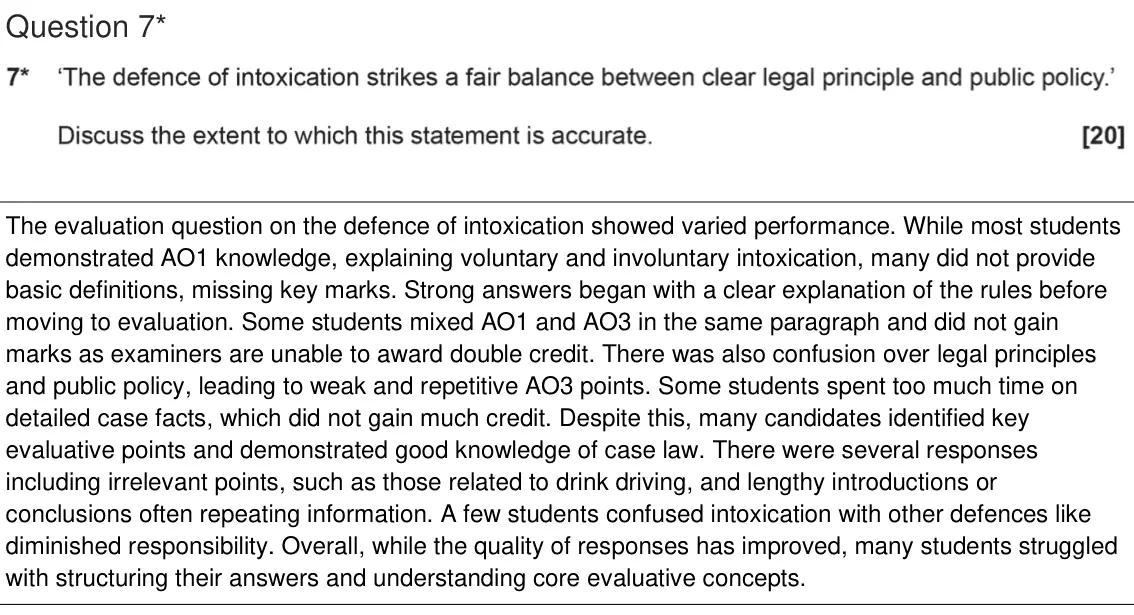 Question 7*
7* ‘The defence of intoxication strikes a fair balance between clear legal principle and public policy.’
Discuss the extent to which this statement is accurate. [20]
The evaluation question on the defence of intoxication showed varied performance. While most students
demonstrated AO1 knowledge, explaining voluntary and involuntary intoxication, many did not provide
basic definitions, missing key marks. Strong answers began with a clear explanation of the rules before
moving to evaluation. Some students mixed AO1 and AO3 in the same paragraph and did not gain
marks as examiners are unable to award double credit. There was also confusion over legal principles
and public policy, leading to weak and repetitive AO3 points. Some students spent too much time on
detailed case facts, which did not gain much credit. Despite this, many candidates identified key
evaluative points and demonstrated good knowledge of case law. There were several responses
including irrelevant points, such as those related to drink driving, and lengthy introductions or
conclusions often repeating information. A few students confused intoxication with other defences like
diminished responsibility. Overall, while the quality of responses has improved, many students struggled
with structuring their answers and understanding core evaluative concepts.